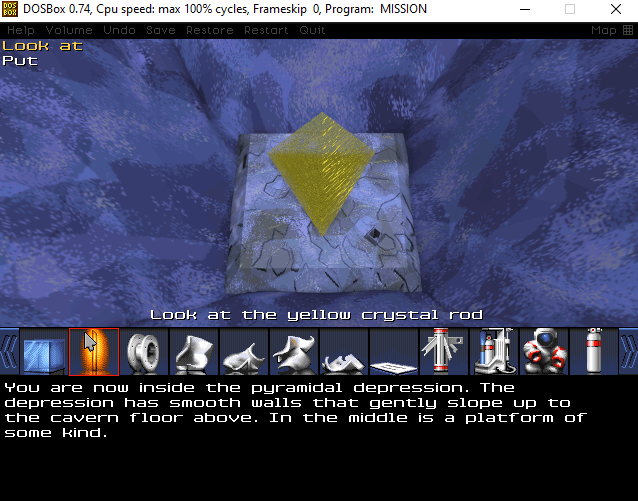 DOS
BOX
DOSBox 0.74, Cpu speed: max 100% cycles, Frameskip 0, Program: MISSION
Help Volume Undo Save Restore Restart Quit Map
Look at
Put
Look at the yellow crystal rod
You are now inside the pyramidal depression. The
depression has smooth walls that gently slope up to
the cavern floor above. In the middle is a platform of
some kind.